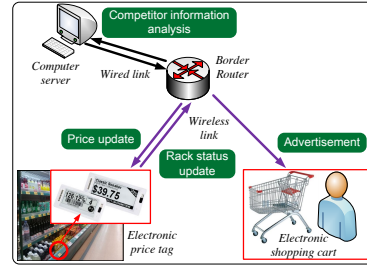 Competitor information
analysis
Computer
server
Wired link
Border
Router
Price update
Wireless
link
Advertisement
Rack status
update
$39.75
Electronic
price tag
Electronic
shopping cart